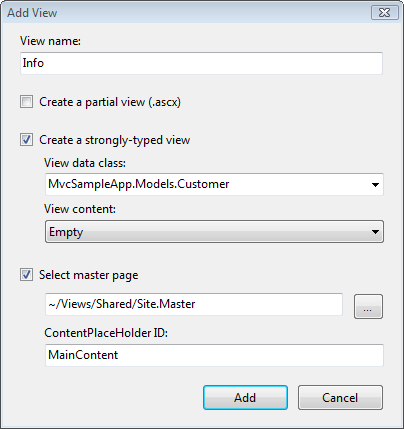 Add View
View name:
Info
Create a partial view (.ascx)
Create a strongly-typed view
View data class:
MvcSampleApp.Models.Customer
View content:
Empty
Select master page
~/Views/Shared/Site.Master
...
ContentPlaceHolder ID:
MainContent
Add Cancel